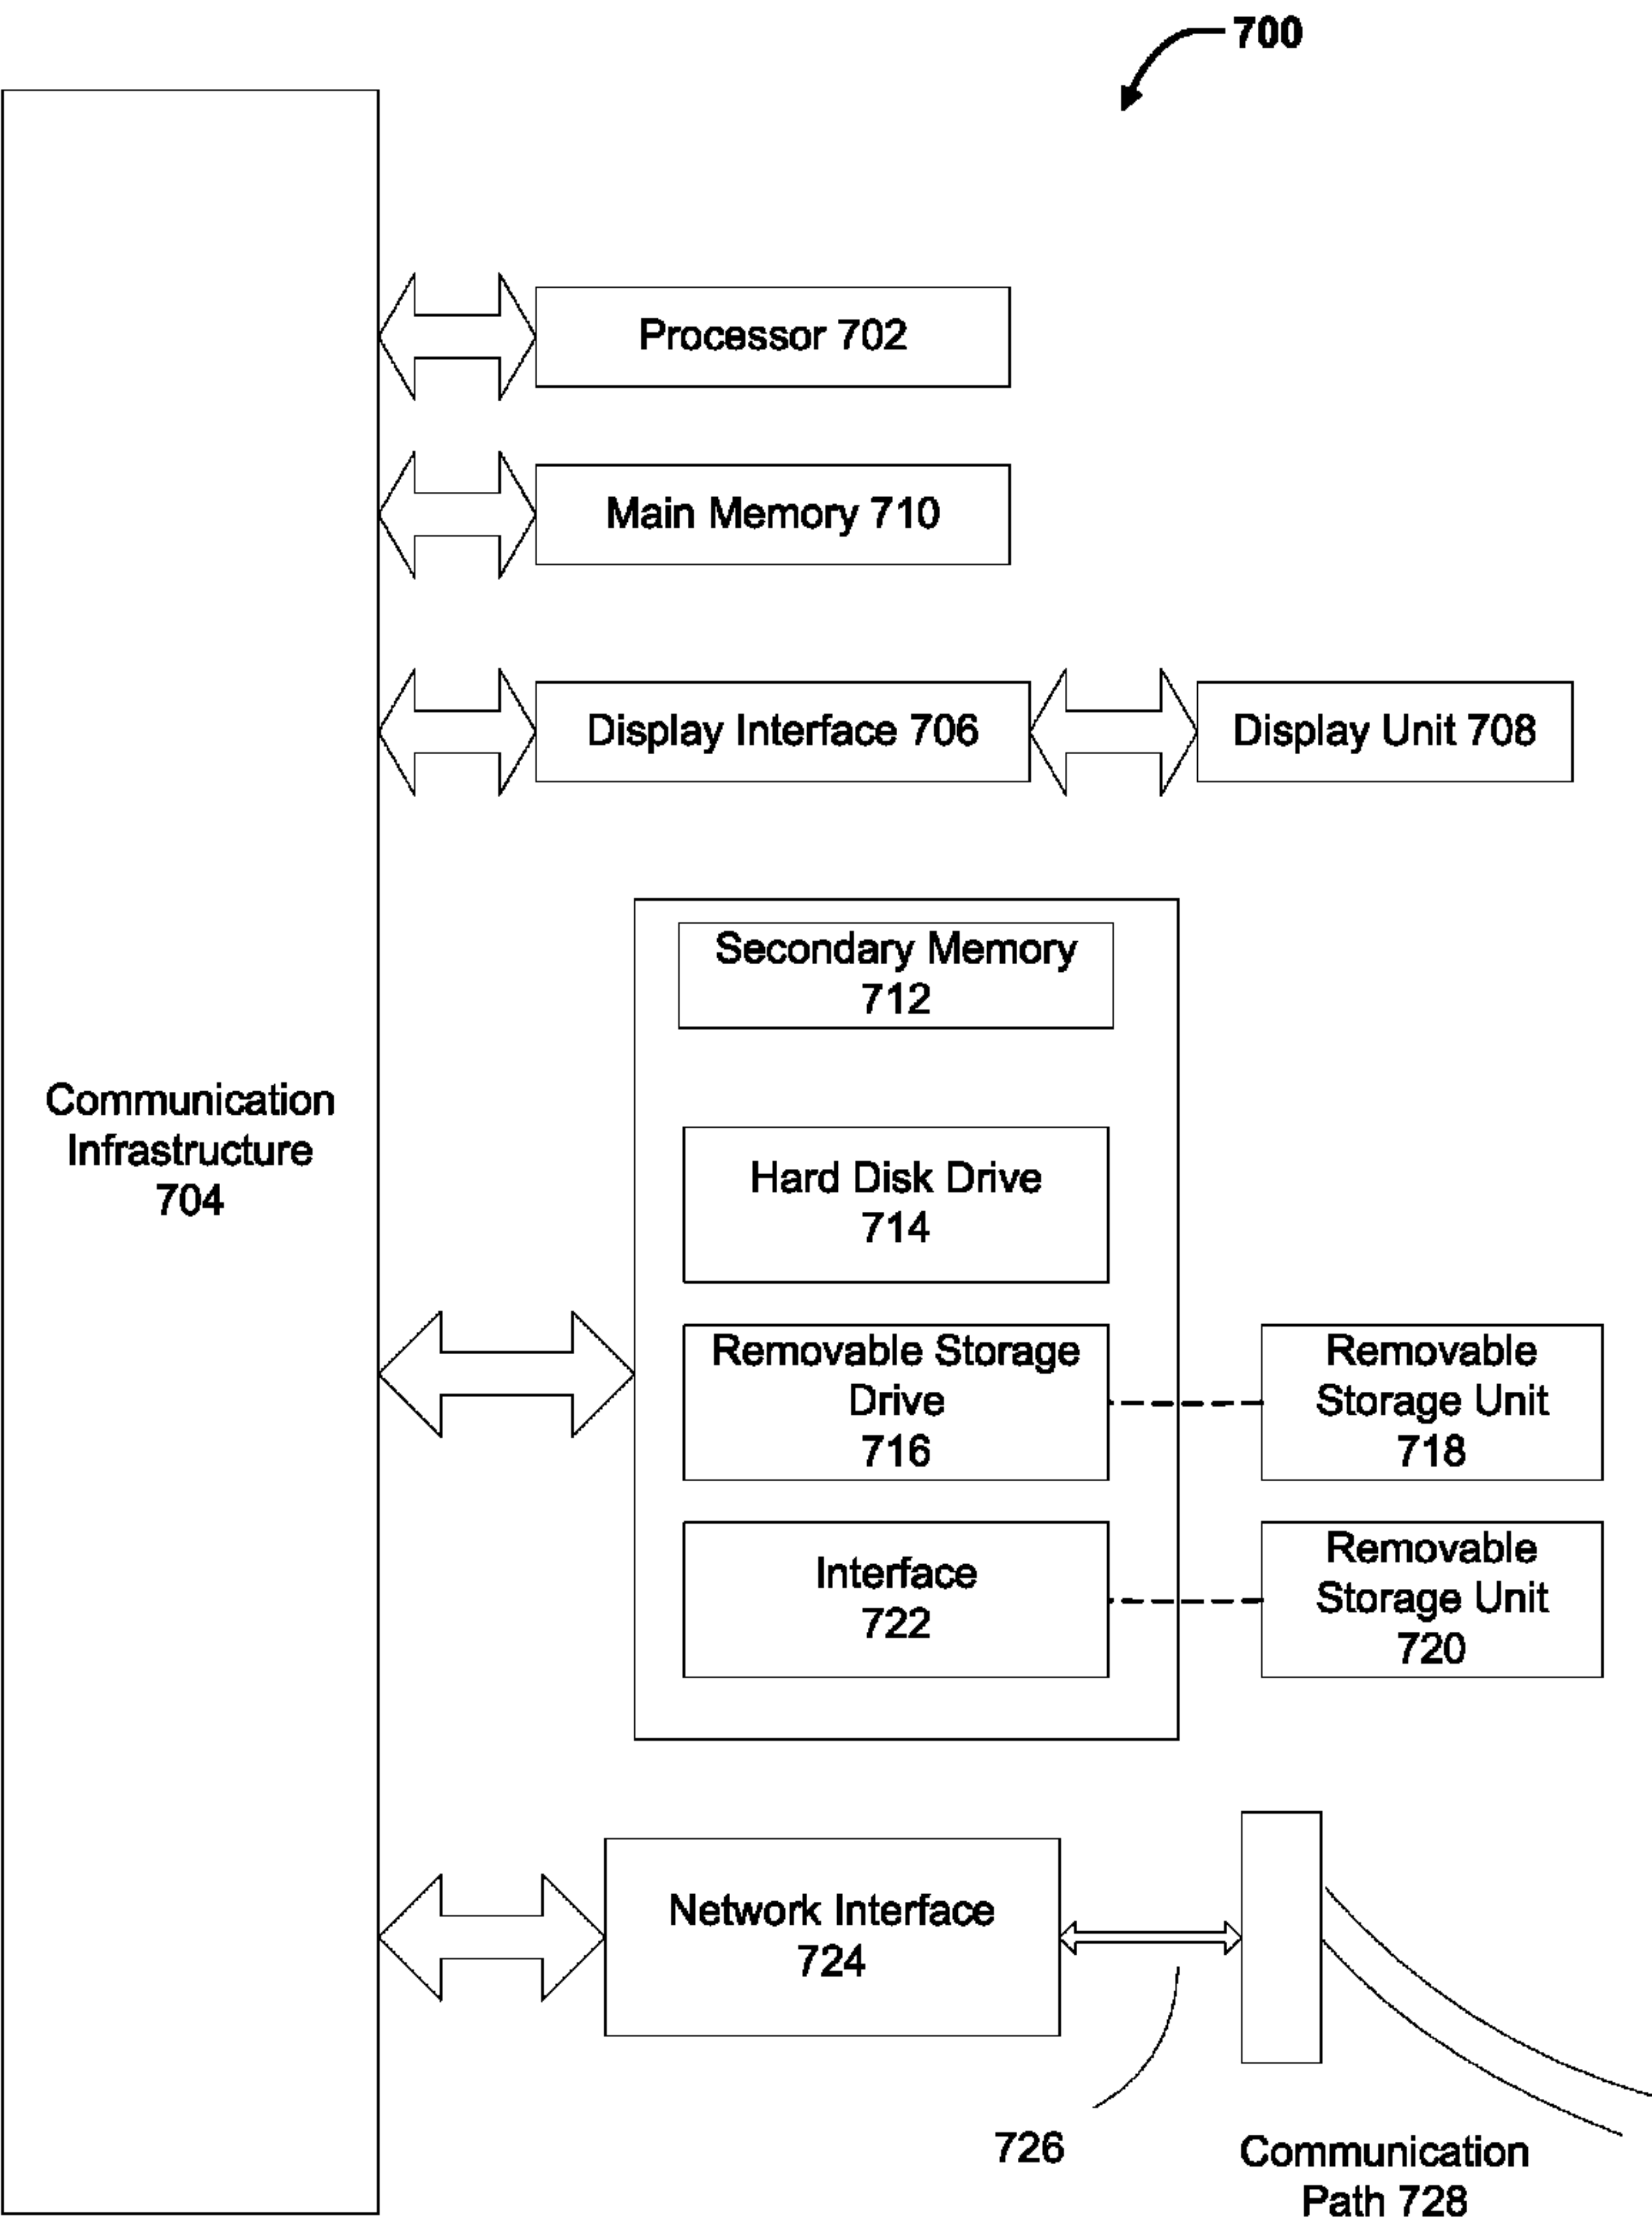 700
Processor 702
Main Memory 710
Display Interface 706
Display Unit 708
Secondary Memory
712
Communication
Infrastructure
704
Hard Disk Drive
714
Removable Storage
Drive
716
Removable
Storage Unit
718
Interface
722
Removable
Storage Unit
720
Network Interface
724
726
Communication
Path 728